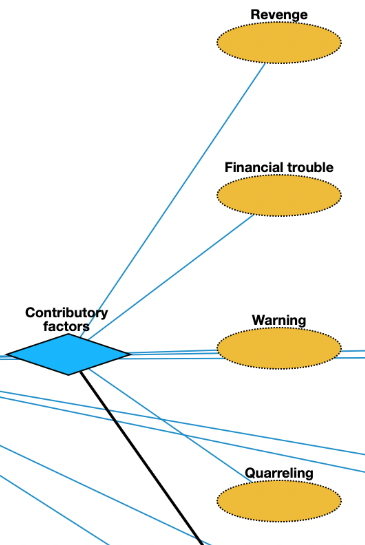 Revenge
Financial trouble
Contributory
factors
Warning
Quarreling